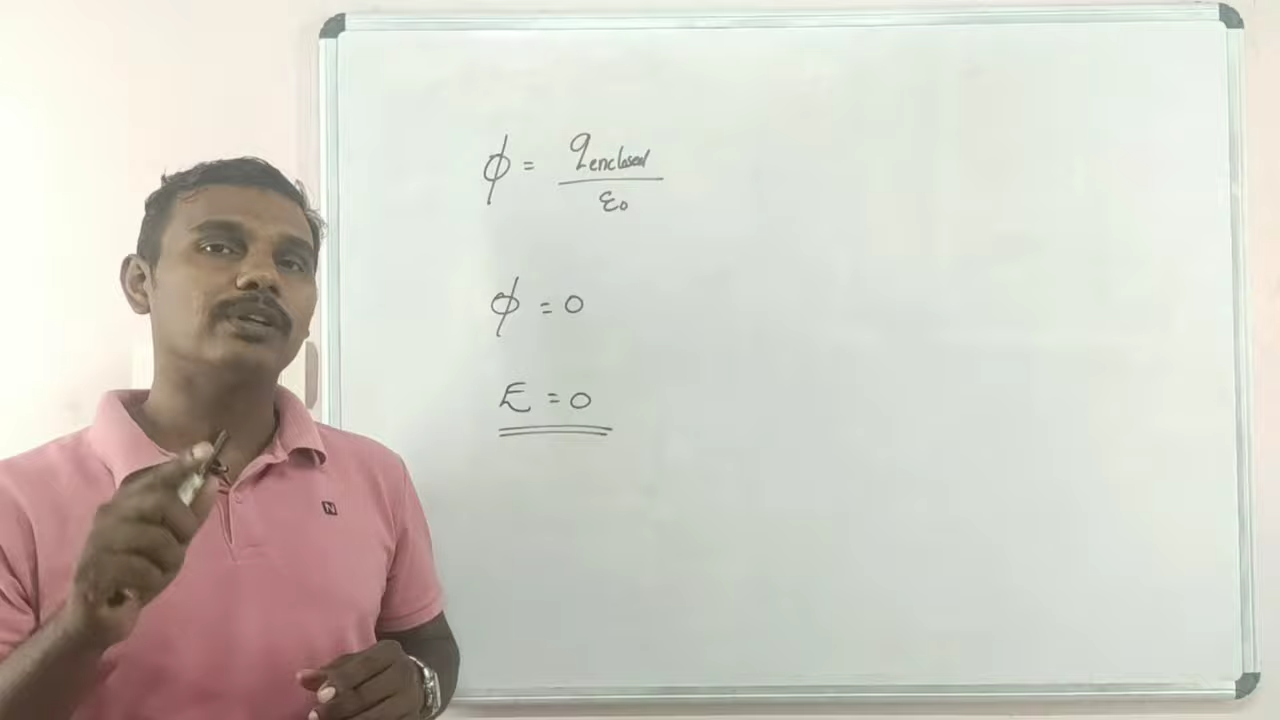 ϕ = q enclosed / ε₀
ϕ = 0
E = 0
N